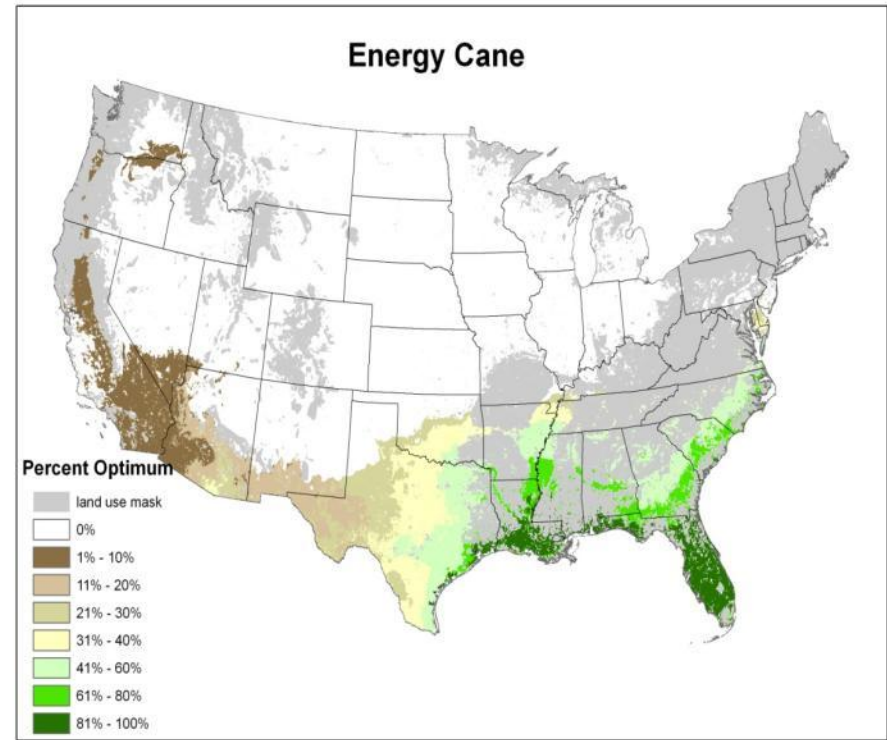 Energy Cane
Percent Optimum
land use mask
0%
1% - 10%
11% - 20%
21% - 30%
31% - 40%
41% - 60%
61% - 80%
81% - 100%